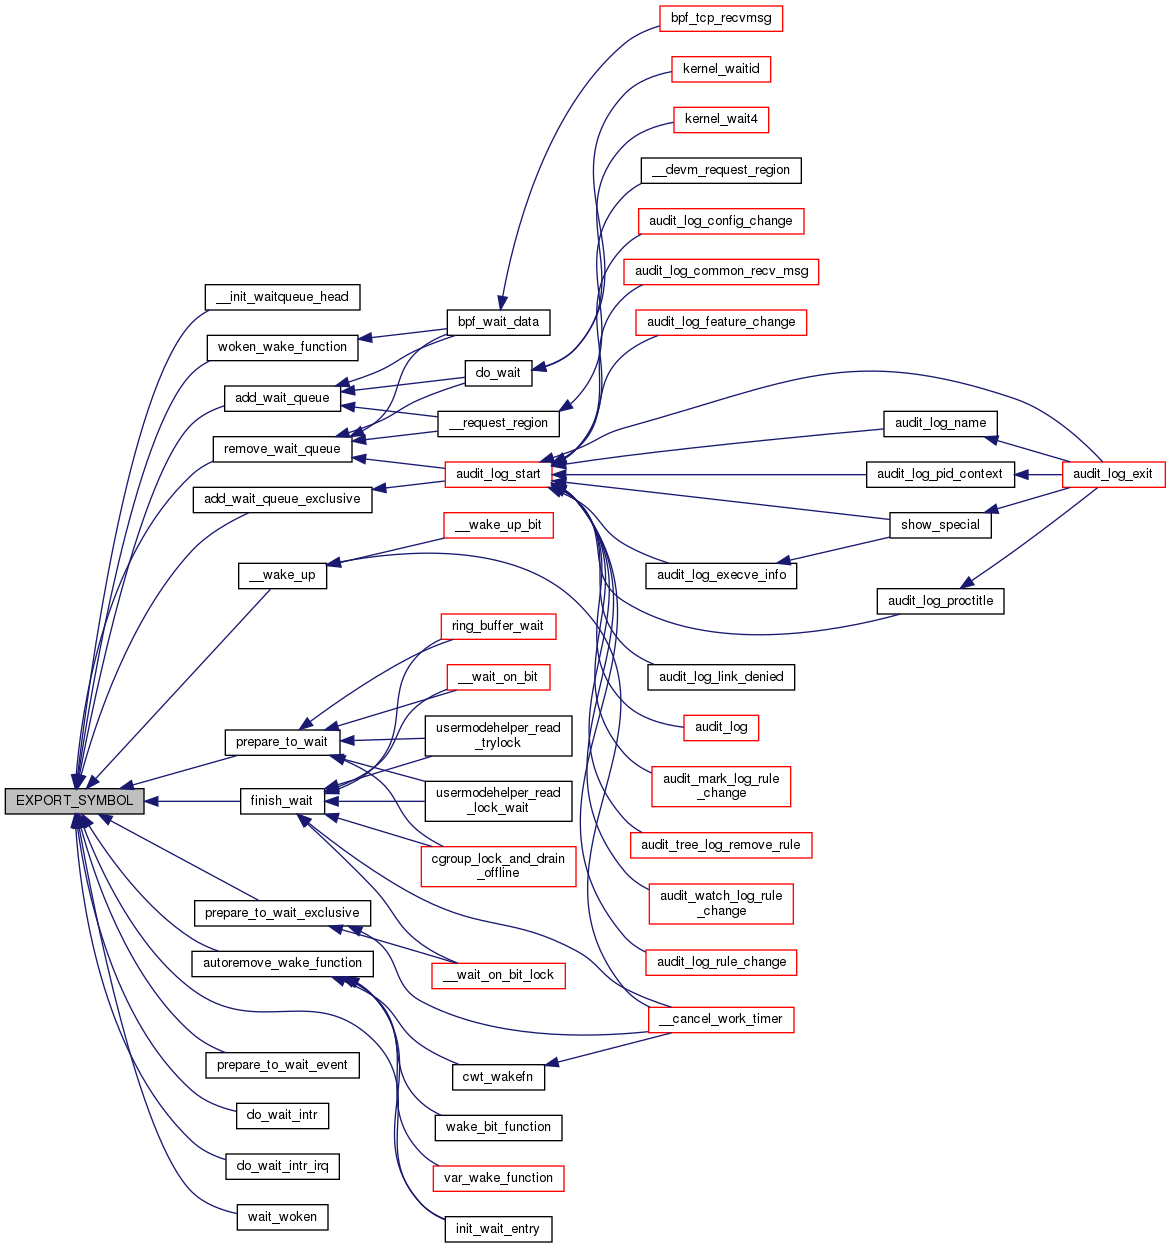 bpf_tcp_recvmsg
kernel_waitid
kernel_wait4
__devm_request_region
audit_log_config_change
audit_log_common_recv_msg
__init_waitqueue_head
bpf_wait_data
audit_log_feature_change
woken_wake_function
do_wait
add_wait_queue
__request_region
audit_log_name
remove_wait_queue
audit_log_start
audit_log_pid_context
audit_log_exit
add_wait_queue_exclusive
__wake_up_bit
show_special
__wake_up
audit_log_execve_info
audit_log_proctitle
ring_buffer_wait
__wait_on_bit
audit_log_link_denied
usermodehelper_read
_trylock
audit_log
prepare_to_wait
audit_mark_log_rule
_change
usermodehelper_read
_lock_wait
EXPORT_SYMBOL
finish_wait
audit_tree_log_remove_rule
cgroup_lock_and_drain
_offline
audit_watch_log_rule
_change
prepare_to_wait_exclusive
autoremove_wake_function
audit_log_rule_change
__wait_on_bit_lock
__cancel_work_timer
prepare_to_wait_event
cwt_wakefn
do_wait_intr
wake_bit_function
do_wait_intr_irq
var_wake_function
wait_woken
init_wait_entry